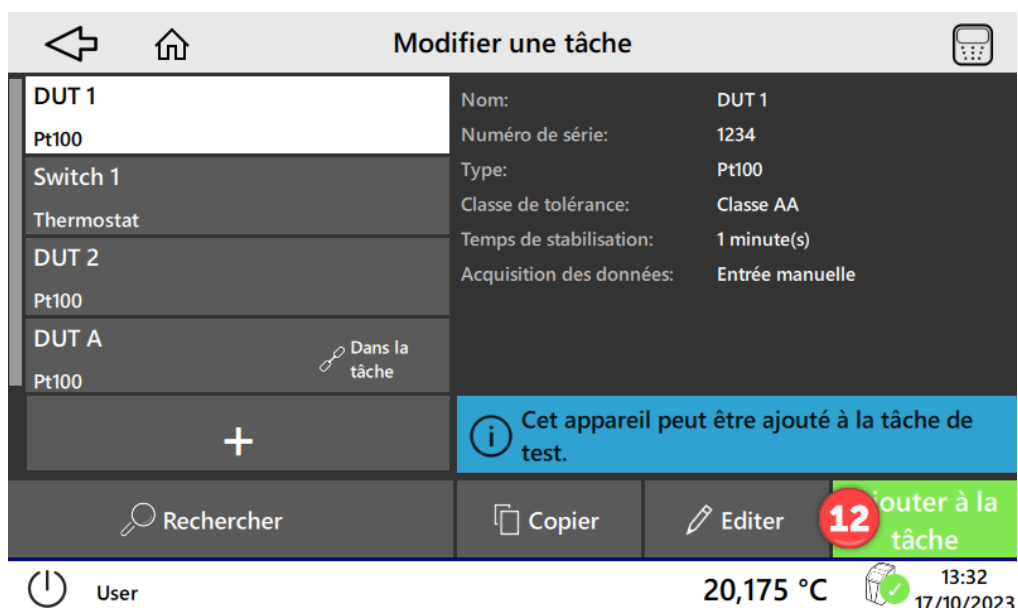 Modifier une tâche
DUT 1
Pt100
Switch 1
Thermostat
DUT 2
Pt100
DUT A
Dans la
tâche
Pt100
+
Nom: DUT 1
Numéro de série: 1234
Type: Pt100
Classe de tolérance: Classe AA
Temps de stabilisation: 1 minute(s)
Acquisition des données: Entrée manuelle
Cet appareil peut être ajouté à la tâche de
test.
Rechercher
Copier
Editer
12
jouter à la
tâche
User
20,175 °C
13:32
17/10/2023